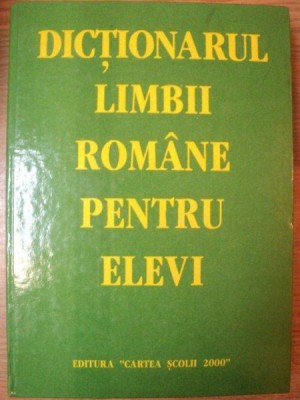 DICȚIONARUL
LIMBII
ROMÂNE
PENTRU
ELEVI
EDITURA "CARTEA ȘCOLII 2000"